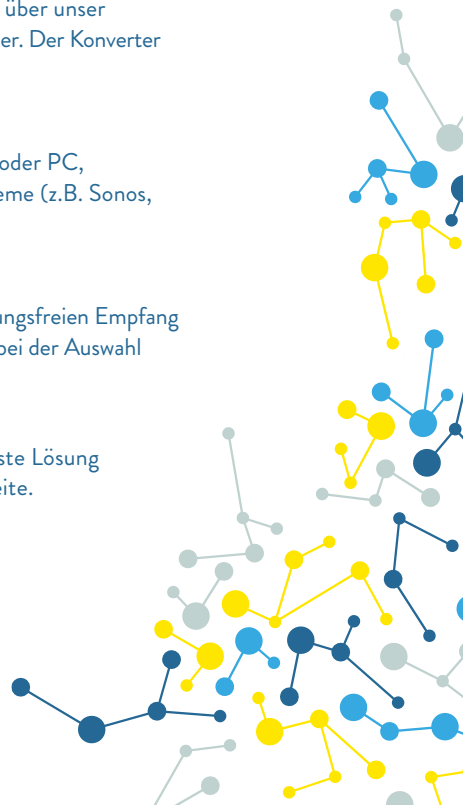 über unser
er. Der Konverter
oder PC,
eme (z.B. Sonos,
ungsfreien Empfang
bei der Auswahl
ste Lösung
eite.